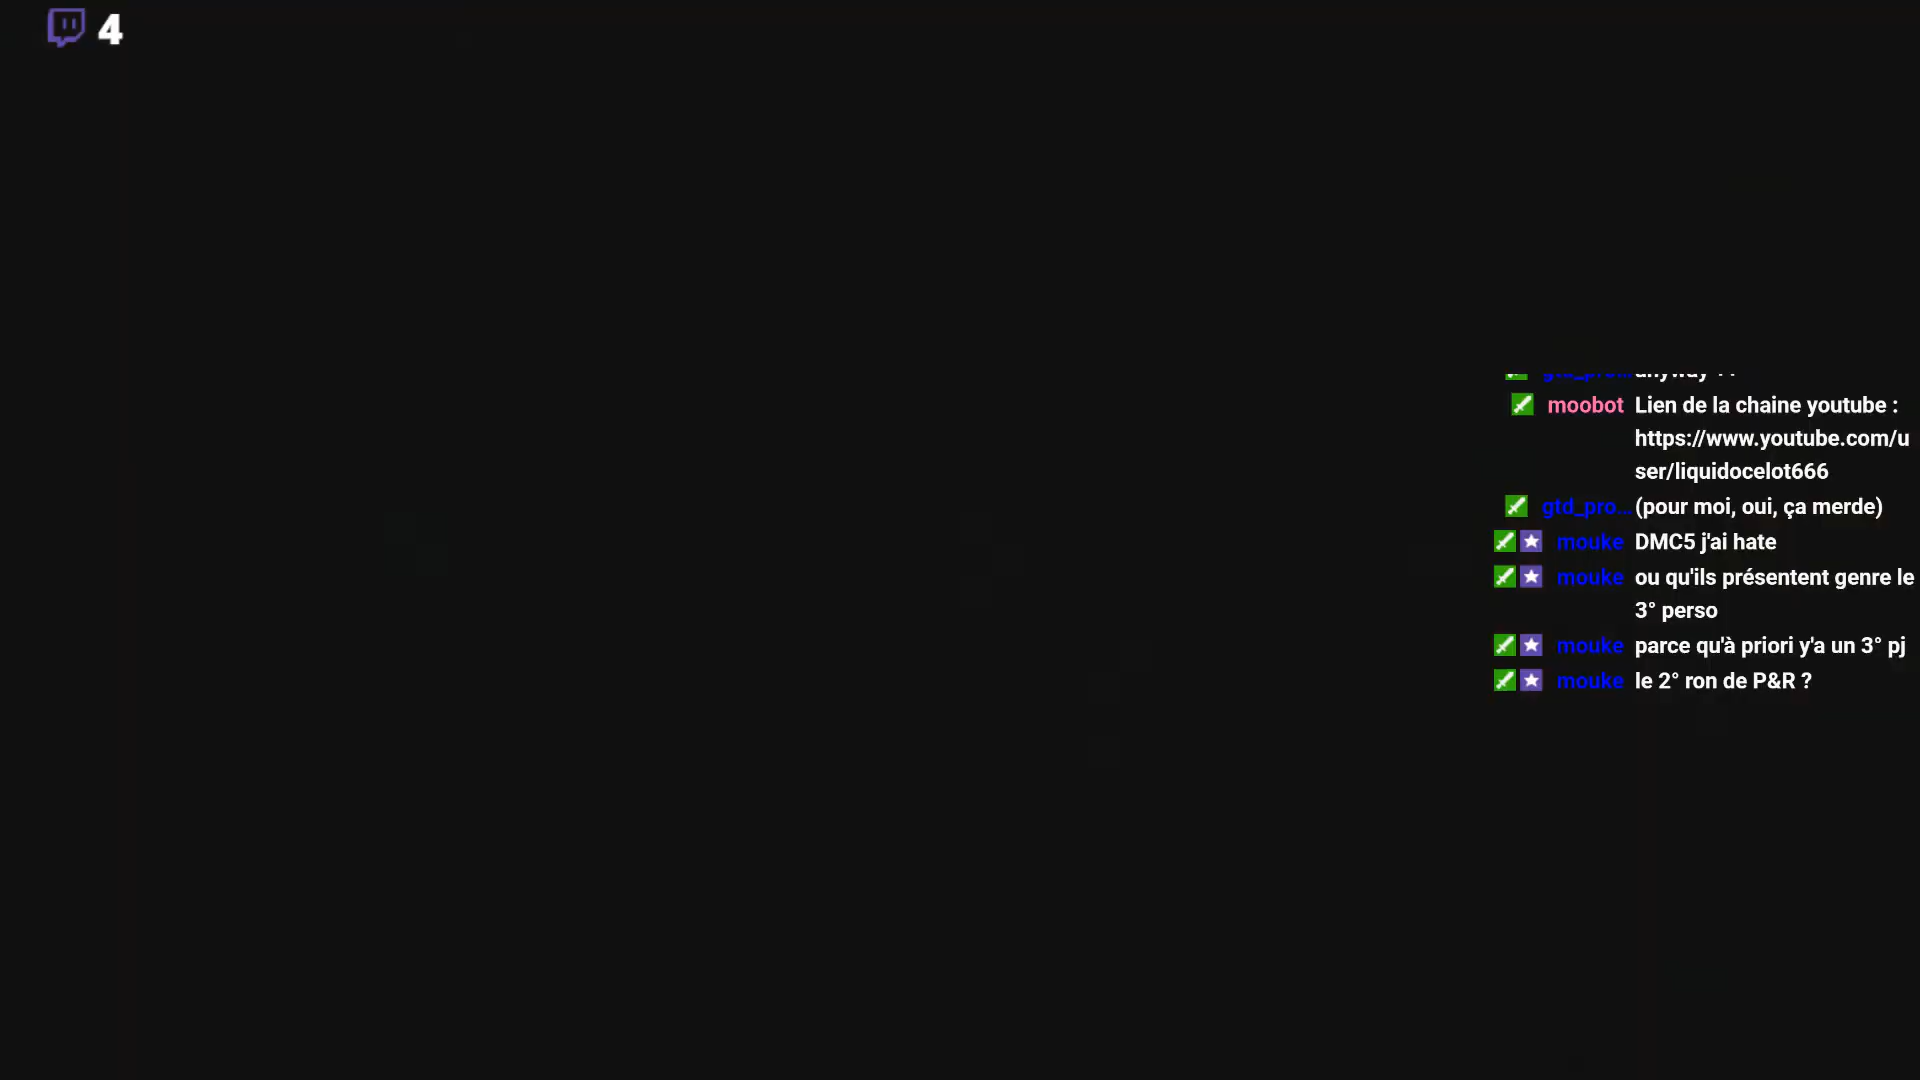 4
moobot Lien de la chaine youtube :
https://www.youtube.com/u
ser/liquidocelot666
gtd_pro... (pour moi, oui, ça merde)
mouke DMC5 j'ai hate
mouke ou qu'ils présentent genre le
3° perso
mouke parce qu'à priori y'a un 3° pj
mouke le 2° ron de P&R ?